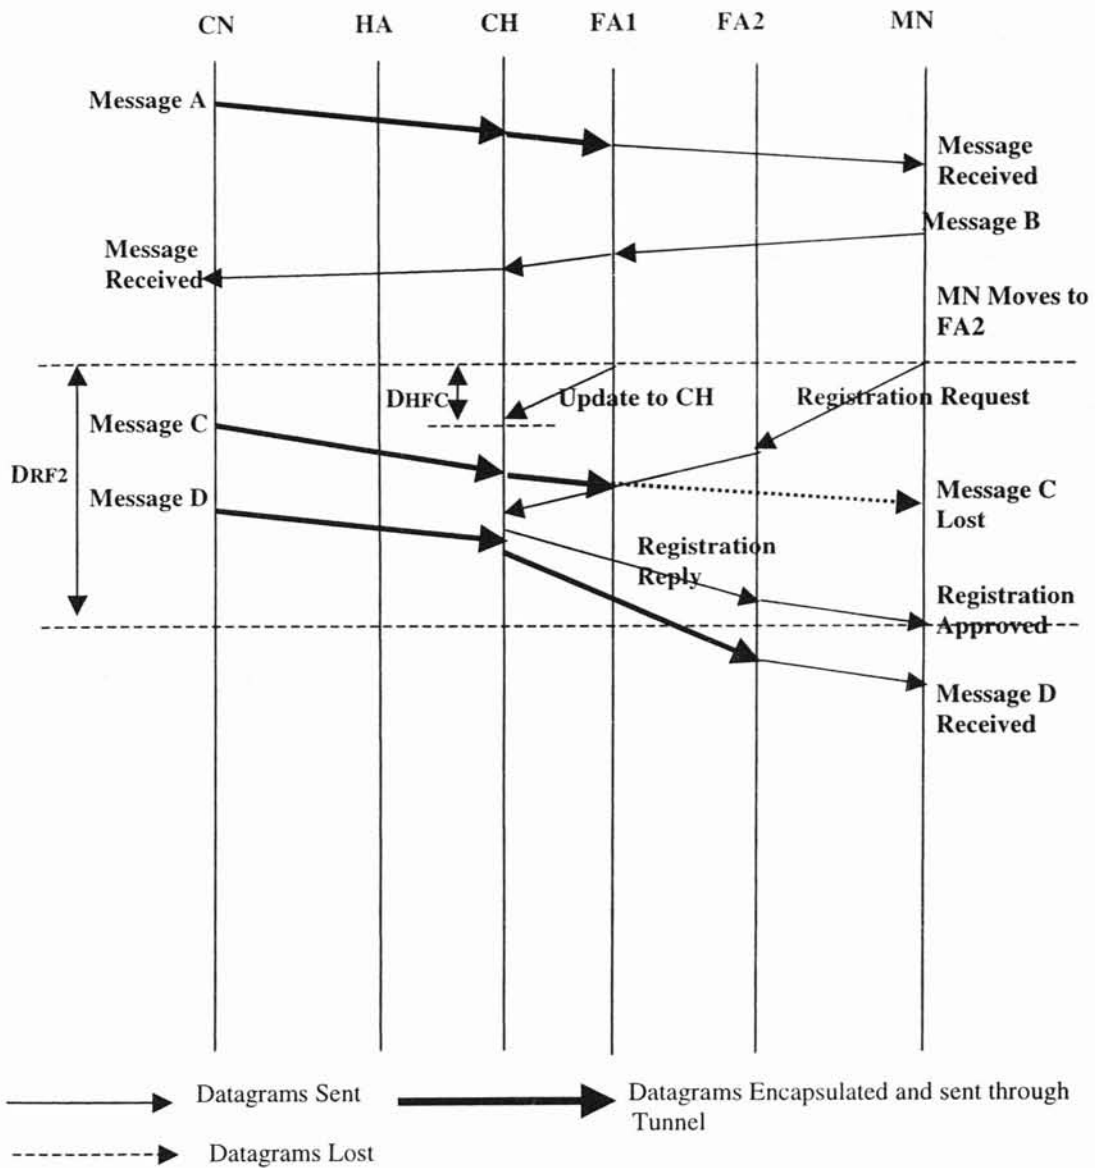 CN HA CH FA1 FA2 MN
Message A
Message
Received
Message B
Message
Received
MN Moves to
FA2
DHFC
Update to CH
Registration Request
Message C
DRF2
Message D
Message C
Lost
Registration
Reply
Registration
Approved
Message D
Received
Datagrams Sent
Datagrams Encapsulated and sent through
Tunnel
Datagrams Lost